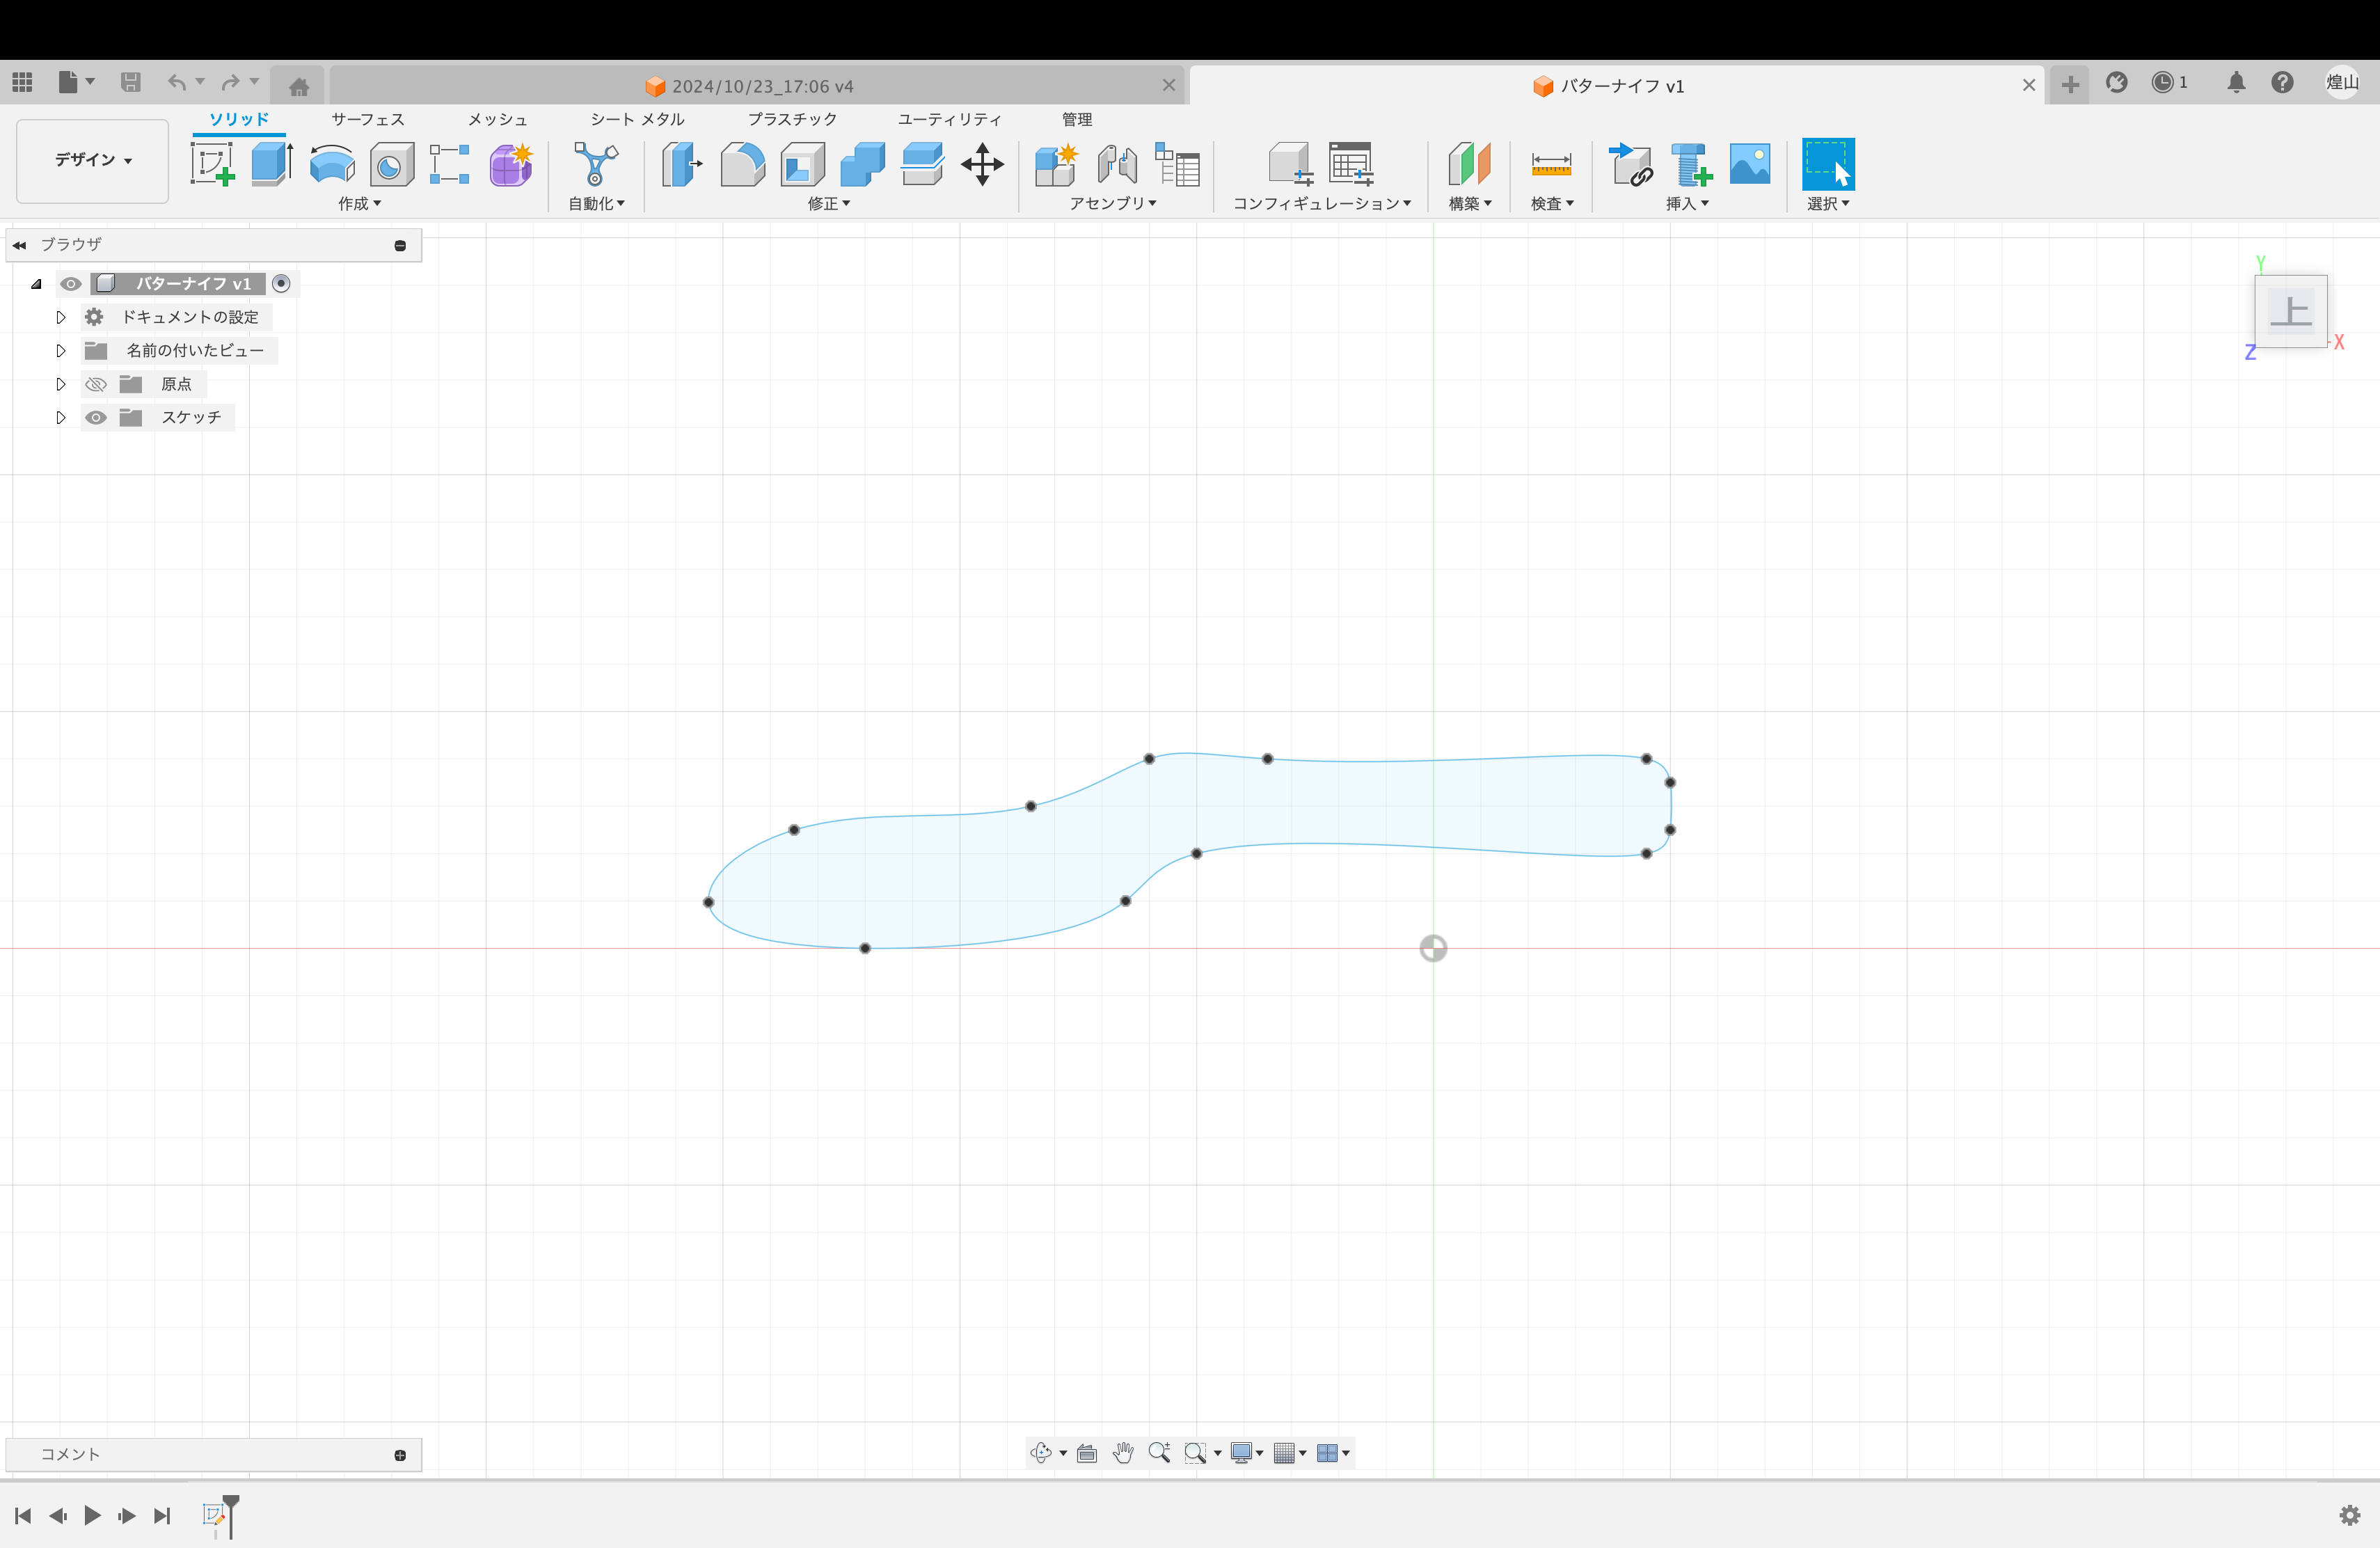 2024/10/23_17:06 v4
バターナイフ v1
1
煌山
デザイン
ソリッド
サーフェス
メッシュ
シート メタル
プラスチック
ユーティリティ
管理
作成
自動化
修正
アセンブリ
コンフィギュレーション
構築
検査
挿入
選択
ブラウザ
バターナイフ v1
ドキュメントの設定
名前の付いたビュー
原点
スケッチ
Y
上
X
Z
コメント